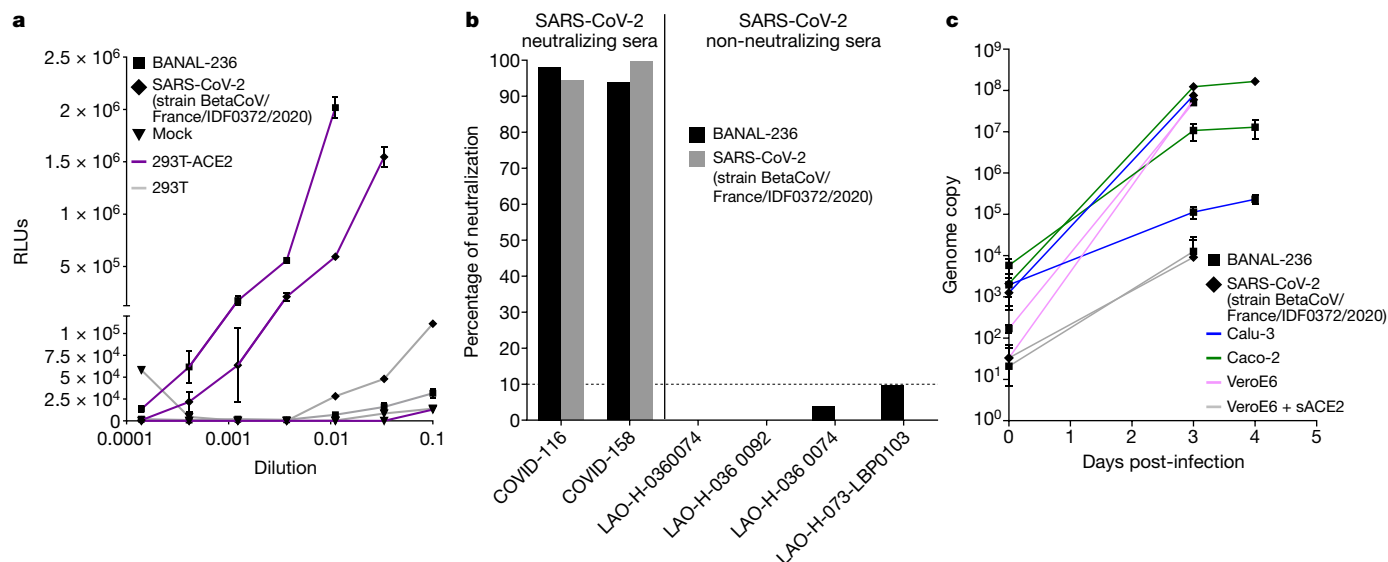 a
2.5 × 10⁶
2 × 10⁶
1.5 × 10⁶
1 × 10⁶
5 × 10⁵
1 × 10⁵
7.5 × 10⁴
5 × 10⁴
2.5 × 10⁴
0
RLUs
BANAL-236
SARS-CoV-2
(strain BetaCoV/
France/IDF0372/2020)
Mock
293T-ACE2
293T
0.0001
0.001
0.01
0.1
Dilution
b
SARS-CoV-2
neutralizing sera
SARS-CoV-2
non-neutralizing sera
100
90
80
70
60
50
40
30
20
10
0
Percentage of neutralization
BANAL-236
SARS-CoV-2
(strain BetaCoV/
France/IDF0372/2020)
COVID-116
COVID-158
LAO-H-0360074
LAO-H-036 0092
LAO-H-036 0074
LAO-H-073-LBP0103
c
10⁹
10⁸
10⁷
10⁶
10⁵
10⁴
10³
10²
10¹
10⁰
Genome copy
BANAL-236
SARS-CoV-2
(strain BetaCoV/
France/IDF0372/2020)
Calu-3
Caco-2
VeroE6
VeroE6 + sACE2
0
1
2
3
4
5
Days post-infection